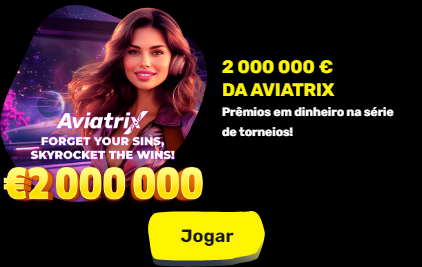 Aviatrix
FORGET YOUR SINS,
SKYROCKET THE WINS!
€2 000 000
2 000 000 €
DA AVIATRIX
Prêmios em dinheiro na série
de torneios!
Jogar